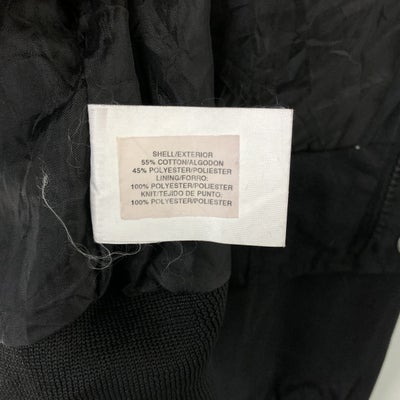 SHELL/EXTERIOR
55% COTTON/ALGODON
45% POLYESTER/POLIESTER
LINING/FORRO:
100% POLYESTER/POLIESTER
KNIT/TEJIDO DE PUNTO:
100% POLYESTER/POLIESTER